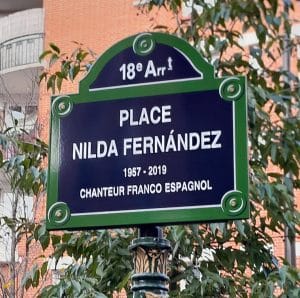 18ᵉ Arrᵗ
PLACE
NILDA FERNÁNDEZ
1957 - 2019
CHANTEUR FRANCO ESPAGNOL